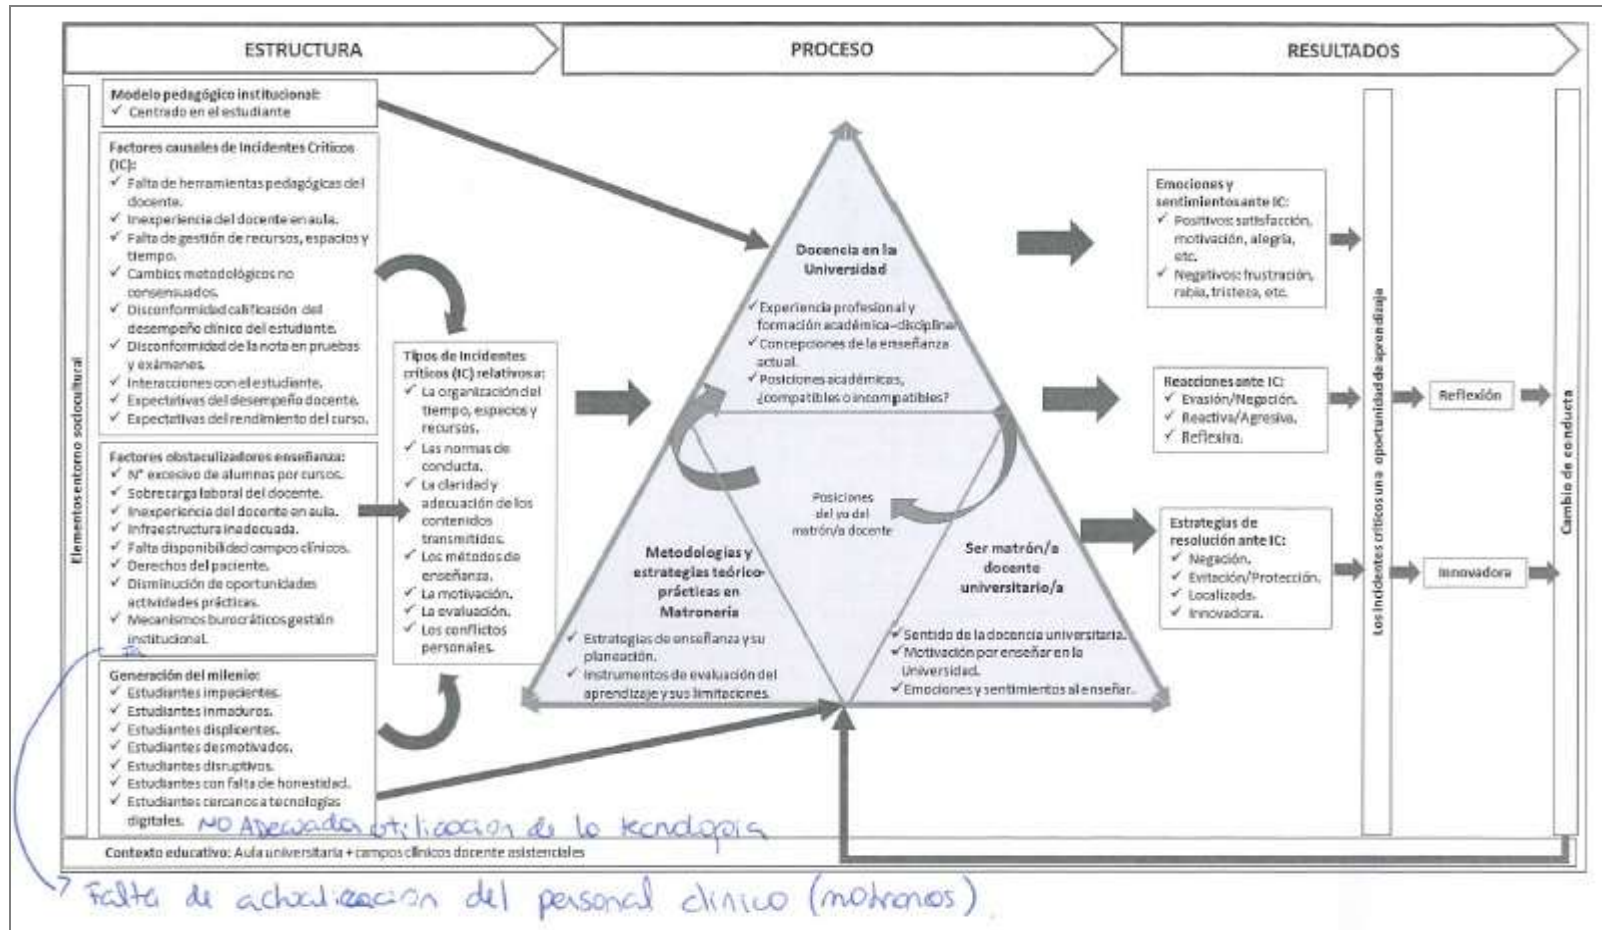 ESTRUCTURA
PROCESO
RESULTADOS
Elementos entorno sociocultural
Modelo pedagógico institucional:
✓ Centrado en el estudiante
Factores causales de Incidentes Críticos
(IC):
✓ Falta de herramientas pedagógicas del
docente.
✓ Inexperiencia del docente en aula.
✓ Falta de gestión de recursos, espacios y
tiempo.
✓ Cambios metodológicos no
consensuados.
✓ Disconformidad calificación del
desempeño clínico del estudiante.
✓ Disconformidad de la nota en pruebas
y exámenes.
✓ Interacciones con el estudiante.
✓ Expectativas del desempeño docente.
✓ Expectativas del rendimiento del curso.
Factores obstaculizadores enseñanza:
✓ N° excesivo de alumnos por cursos.
✓ Sobrecarga laboral del docente.
✓ Inexperiencia del docente en aula.
✓ Infraestructura inadecuada.
✓ Falta disponibilidad campos clínicos.
✓ Derechos del paciente.
✓ Disminución de oportunidades
actividades prácticas.
✓ Mecanismos burocráticos gestión
institucional.
Generación del milenio:
✓ Estudiantes impacientes.
✓ Estudiantes inmaduros.
✓ Estudiantes displicentes.
✓ Estudiantes desmotivados.
✓ Estudiantes disruptivos.
✓ Estudiantes con falta de honestidad.
✓ Estudiantes cercanos a tecnologías
digitales.
NO Adecuada utilizacion de la tecnologia
Tipos de Incidentes
críticos (IC) relativos a:
✓ La organización del
tiempo, espacios y
recursos.
✓ Las normas de
conducta.
✓ La claridad y
adecuación de los
contenidos
transmitidos.
✓ Los métodos de
enseñanza.
✓ La motivación.
✓ La evaluación.
✓ Los conflictos
personales.
Docencia en la
Universidad
✓ Experiencia profesional y
formación académica-disciplinar.
✓ Concepciones de la enseñanza
actual.
✓ Posiciones académicas,
¿compatibles o incompatibles?
Posiciones
del yo del
matrón/a docente
Metodologías y
estrategias teórico-
prácticas en
Matronería
✓ Estrategias de enseñanza y su
planeación.
✓ Instrumentos de evaluación del
aprendizaje y sus limitaciones.
Ser matrón/a
docente
universitario/a
✓ Sentido de la docencia universitaria.
✓ Motivación por enseñar en la
Universidad.
✓ Emociones y sentimientos al enseñar.
Emociones y
sentimientos ante IC:
✓ Positivos: satisfacción,
motivación, alegría,
etc.
✓ Negativos: frustración,
rabia, tristeza, etc.
Reacciones ante IC:
✓ Evasión/Negación.
✓ Reactiva/Agresiva.
✓ Reflexiva.
Estrategias de
resolución ante IC:
✓ Negación.
✓ Evitación/Protección.
✓ Localizada.
✓ Innovadora.
Los incidentes críticos una oportunidad de aprendizaje
Reflexión
Innovadora
Cambio de conducta
Contexto educativo: Aula universitaria + campos clínicos docente asistenciales
Falta de actualizacion del personal clinico (matronas).